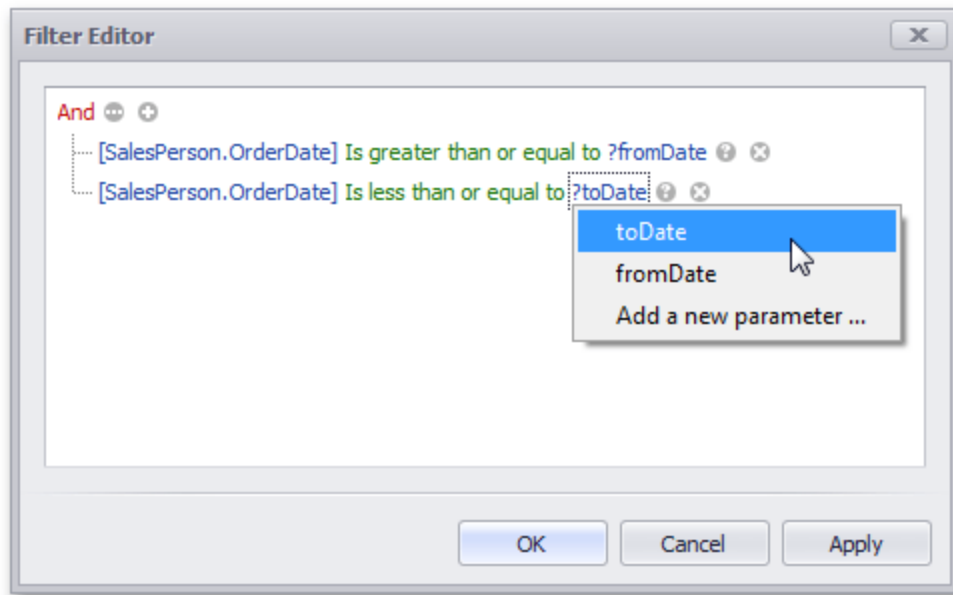 Filter Editor
And
[SalesPerson.OrderDate] Is greater than or equal to ?fromDate
[SalesPerson.OrderDate] Is less than or equal to ?toDate
toDate
fromDate
Add a new parameter ...
OK Cancel Apply